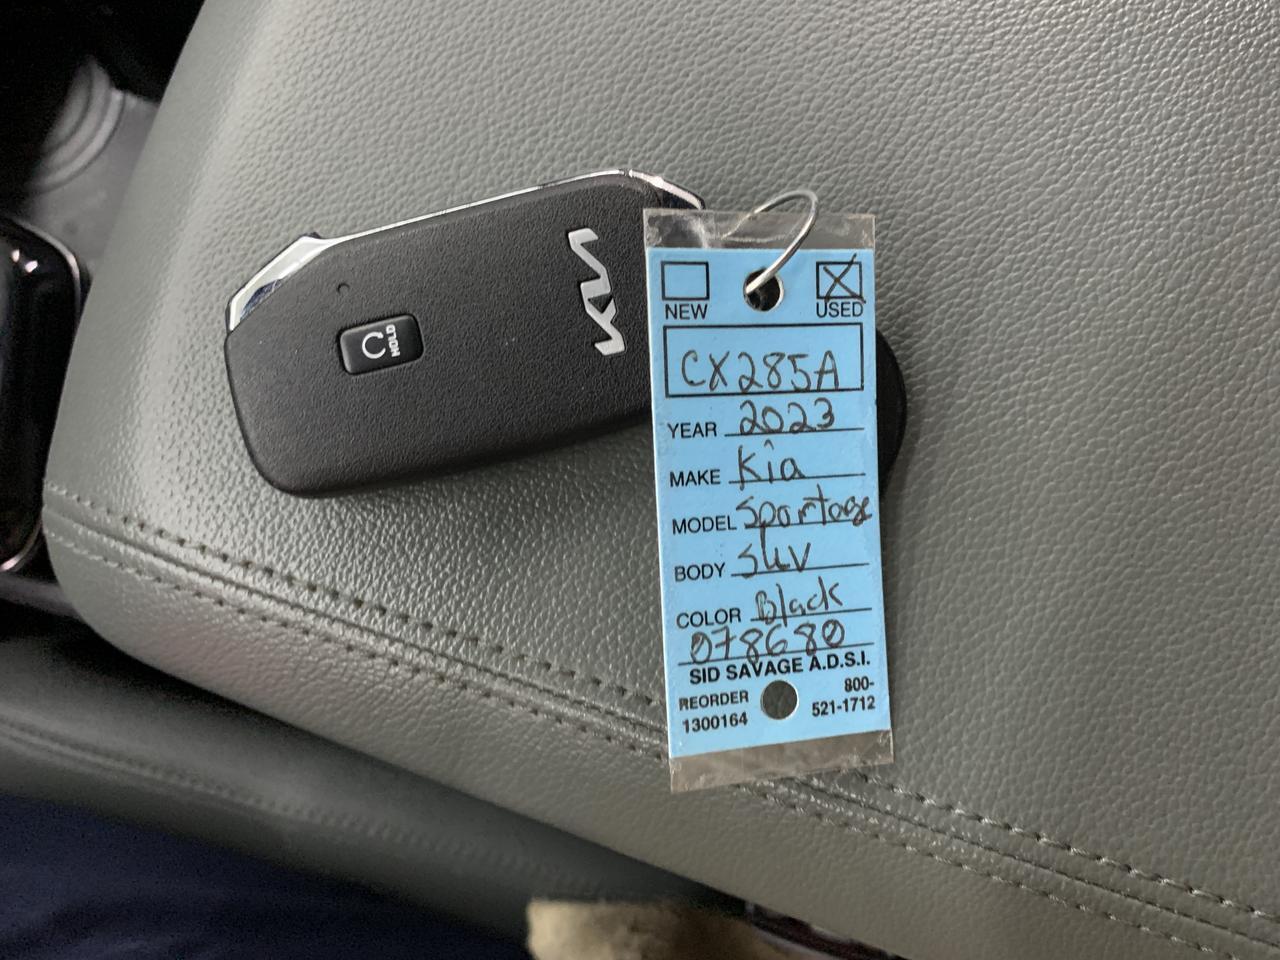 KIA
HOLD
NEW USED
CX285A
YEAR 2023
MAKE Kia
MODEL Sportage
BODY SUV
COLOR Black
078680
SID SAVAGE A.D.S.I.
REORDER 800-
1300164 521-1712